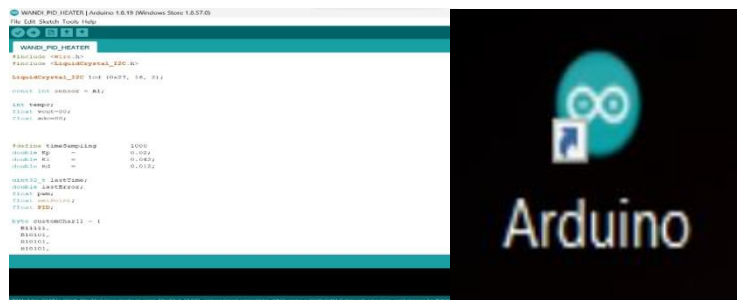 WANDI_PID_HEATER | Arduino 1.8.19 (Windows Store 1.8.57.0)
File Edit Sketch Tools Help
WANDI_PID_HEATER
#include <Wire.h>
#include <LiquidCrystal_I2C.h>
LiquidCrystal_I2C lcd (0x27, 16, 2);
const int sensor = A1;
int tempc;
float vout=00;
float adc=00;
#define timeSampling 1000
double Kp = 0.02;
double Ki = 0.042;
double Kd = 0.012;
uint32_t lastTime;
double lastError;
float pwm;
float setPoint;
float PID;
byte customChar[] = {
B11111,
B10101,
B10101,
B10101,
Arduino